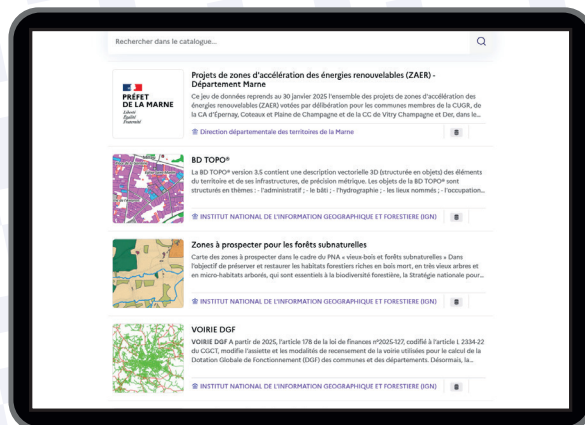 Rechercher dans le catalogue...
PRÉFET
DE LA MARNE
Liberté
Égalité
Fraternité
Projets de zones d'accélération des énergies renouvelables (ZAER) -
Département Marne
Ce jeu de données reprends au 30 janvier 2025 l'ensemble des projets de zones d'accélération des
énergies renouvelables (ZAER) votées par délibération pour les communes membres de la CUGR, de
la CA d'Épernay, Coteaux et Plaine de Champagne et de la CC de Vitry Champagne et Der, dans le...
Direction départementale des territoires de la Marne
BD TOPO®
La BD TOPO® version 3.5 contient une description vectorielle 3D (structurée en objets) des éléments
du territoire et de ses infrastructures, de précision métrique. Les objets de la BD TOPO® sont
structurés en thèmes : - l'administratif ; - le bâti ; - l'hydrographie ; - les lieux nommés ; - l'occupation...
INSTITUT NATIONAL DE L'INFORMATION GEOGRAPHIQUE ET FORESTIERE (IGN)
Zones à prospecter pour les forêts subnaturelles
Carte des zones à prospecter dans le cadre du PNA « vieux-bois et forêts subnaturelles » Dans
l'objectif de préserver et restaurer les habitats forestiers riches en bois mort, en très vieux arbres et
en micro-habitats arborés, qui sont essentiels à la biodiversité forestière, la Stratégie nationale pour...
INSTITUT NATIONAL DE L'INFORMATION GEOGRAPHIQUE ET FORESTIERE (IGN)
VOIRIE DGF
VOIRIE DGF A partir de 2025, l'article 178 de la loi de finances n°2025-127, codifié à l'article L 2334-22
du CGCT, modifie l'assiette et les modalités de recensement de la voirie utilisées pour le calcul de la
Dotation Globale de Fonctionnement (DGF) des communes et des départements. Désormais, la...
INSTITUT NATIONAL DE L'INFORMATION GEOGRAPHIQUE ET FORESTIERE (IGN)